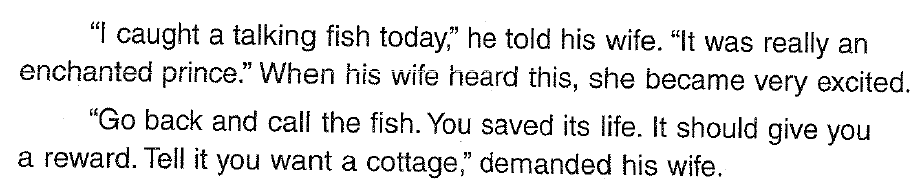 “I caught a talking fish today,” he told his wife. “It was really an
enchanted prince.” When his wife heard this, she became very excited.
“Go back and call the fish. You saved its life. It should give you
a reward. Tell it you want a cottage,” demanded his wife.